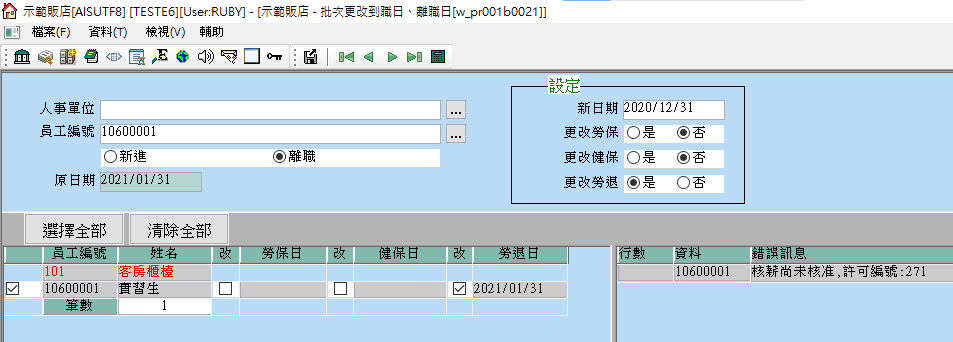 示範販店[AISUTF8] [TESTE6][User:RUBY] - [示範販店 - 批次更改到職日、離職日[w_pr001b0021]]
檔案(F) 資料(T) 檢視(V) 輔助
設定
人事單位 ... 新日期 2020/12/31
員工編號 10600001 ... 更改勞保 是 否
新進 離職 更改健保 是 否
原日期 2021/01/31 更改勞退 是 否
選擇全部 清除全部
員工編號 姓名 改 勞保日 改 健保日 改 勞退日 行數 資料 錯誤訊息
101 客房櫃檯 10600001 核薪尚未核准,許可編號:271
10600001 實習生 2021/01/31
筆數 1